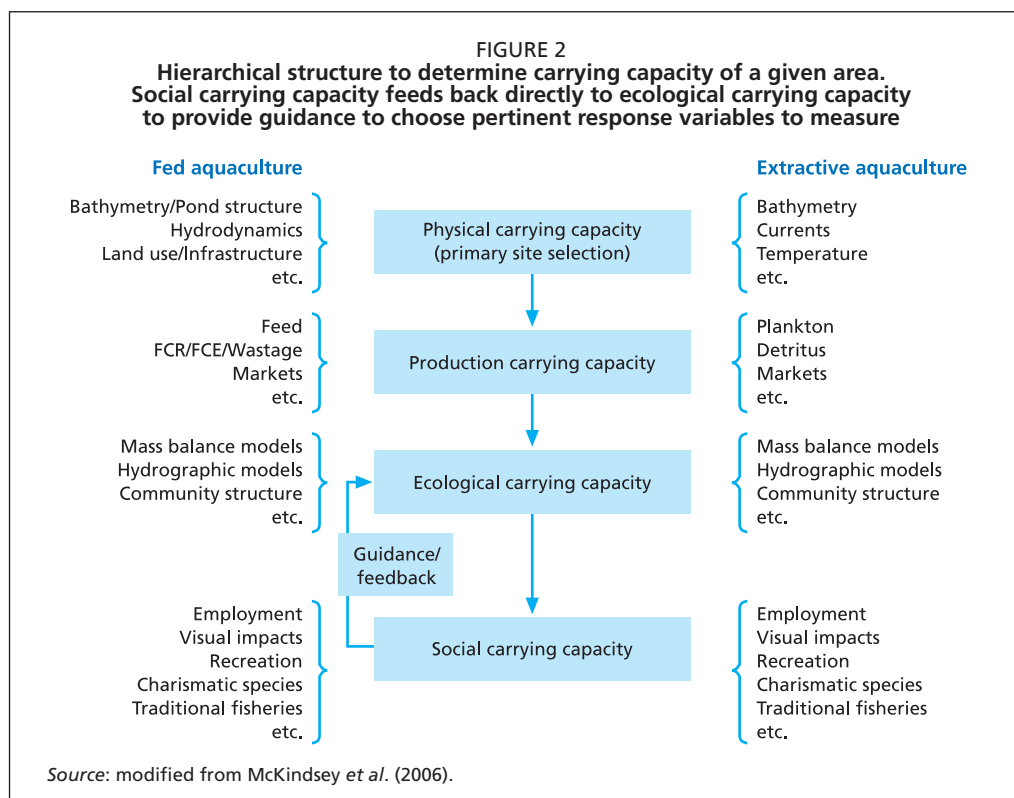 FIGURE 2
Hierarchical structure to determine carrying capacity of a given area.
Social carrying capacity feeds back directly to ecological carrying capacity
to provide guidance to choose pertinent response variables to measure
Fed aquaculture
Extractive aquaculture
Bathymetry/Pond structure
Hydrodynamics
Land use/Infrastructure
etc.
Physical carrying capacity
(primary site selection)
Bathymetry
Currents
Temperature
etc.
Feed
FCR/FCE/Wastage
Markets
etc.
Production carrying capacity
Plankton
Detritus
Markets
etc.
Mass balance models
Hydrographic models
Community structure
etc.
Ecological carrying capacity
Mass balance models
Hydrographic models
Community structure
etc.
Guidance/
feedback
Employment
Visual impacts
Recreation
Charismatic species
Traditional fisheries
etc.
Social carrying capacity
Employment
Visual impacts
Recreation
Charismatic species
Traditional fisheries
etc.
Source: modified from McKindsey et al. (2006).